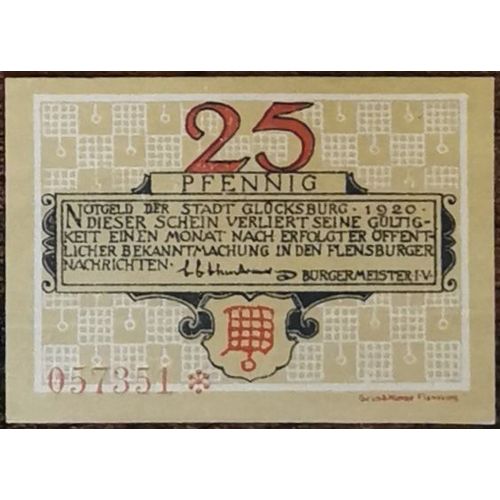 25
PFENNIG
NOTGELD DER STADT GLÜCKSBURG · 1920 ·
DIESER SCHEIN VERLIERT SEINE GÜLTIG-
KEIT EINEN MONAT NACH ERFOLGTER ÖFFENT-
LICHER BEKANNTMACHUNG IN DEN FLENSBURGER
NACHRICHTEN · BÜRGERMEISTER I·V·
057351 *
Flensburg